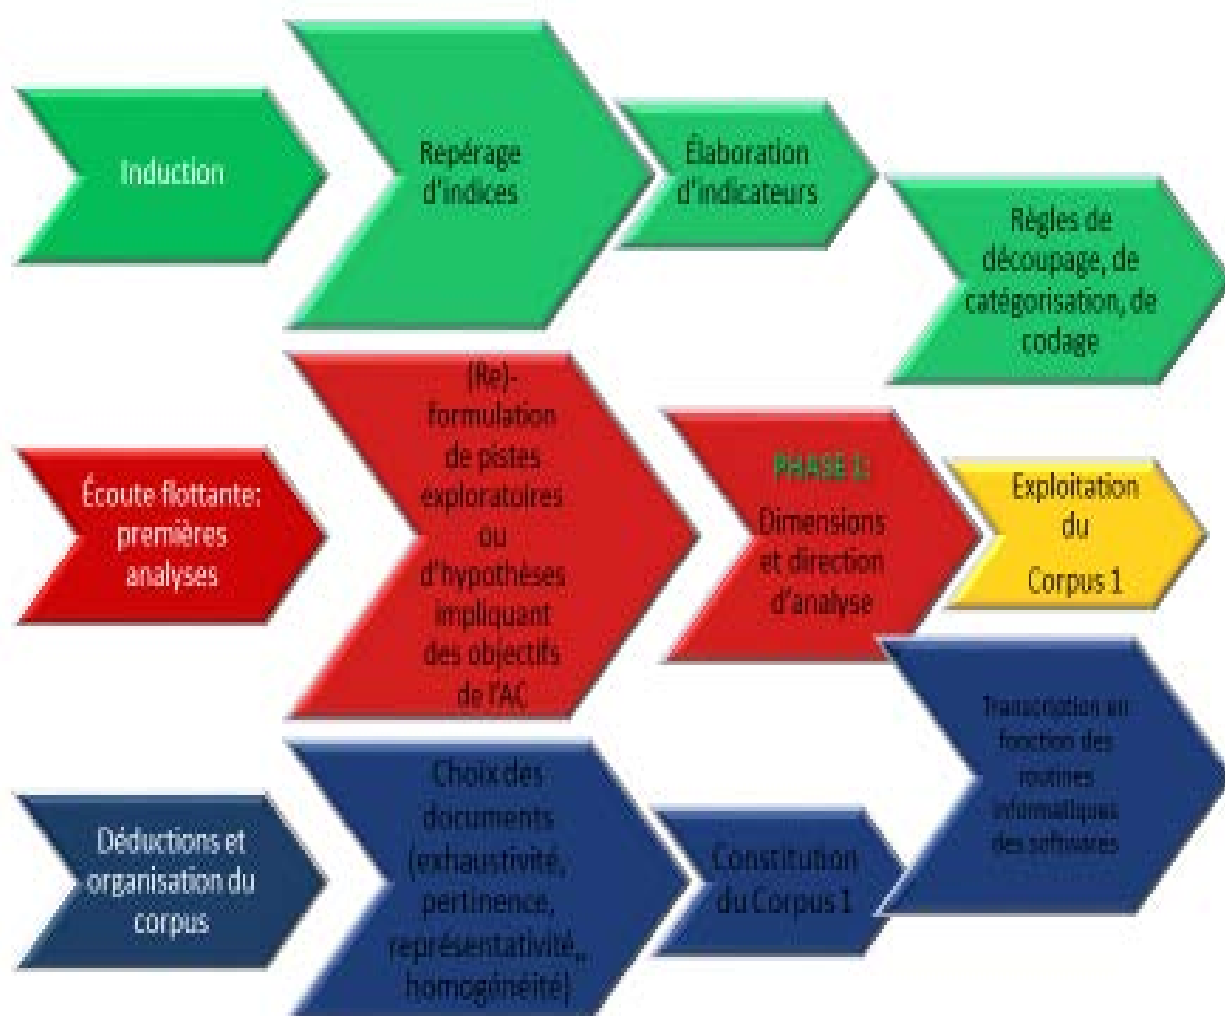 Induction
Repérage
d'indices
Élaboration
d'indicateurs
Règles de
découpage, de
catégorisation, de
codage
Écoute flottante:
premières
analyses
(Re)-
formulation
de pistes
exploratoires
ou
d'hypothèses
impliquant
des objectifs
de l'AC
PHASE 1:
Dimensions
et direction
d'analyse
Exploitation
du
Corpus 1
Déductions et
organisation du
corpus
Choix des
documents
(exhaustivité,
pertinence,
représentativité,,
homogénéité)
Constitution
du Corpus 1
Transcription en
fonction des
routines
informatiques
des softwares